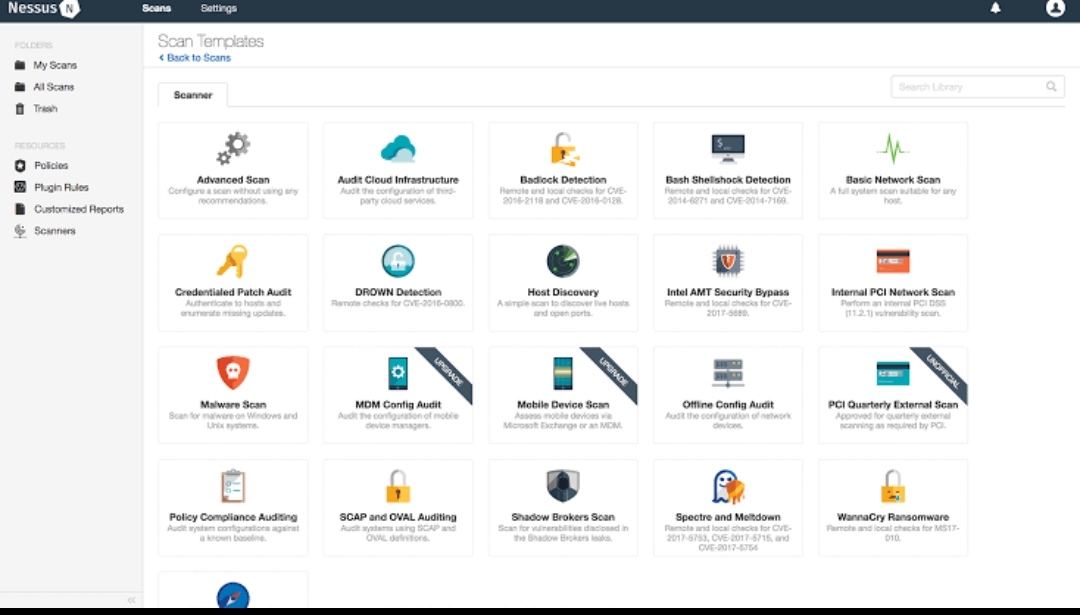 Nessus N
Scans Settings
FOLDERS
My Scans
All Scans
Trash
RESOURCES
Policies
Plugin Rules
Customized Reports
Scanners
Scan Templates
Back to Scans
Scanner
Search Library
Advanced Scan
Configure a scan without using any
recommendations.
Audit Cloud Infrastructure
Audit the configuration of third-
party cloud services.
Badlock Detection
Remote and local checks for CVE-
2016-2118 and CVE-2016-0128.
Bash Shellshock Detection
Remote and local checks for CVE-
2014-6271 and CVE-2014-7169.
Basic Network Scan
A full system scan suitable for any
host.
Credentialed Patch Audit
Authenticate to hosts and
enumerate missing updates.
DROWN Detection
Remote checks for CVE-2016-0800.
Host Discovery
A simple scan to discover live hosts
and open ports.
Intel AMT Security Bypass
Remote and local checks for CVE-
2017-5689.
Internal PCI Network Scan
Perform an internal PCI DSS
(11.2.1) vulnerability scan.
Malware Scan
Scan for malware on Windows and
Unix systems.
UPGRADE
MDM Config Audit
Audit the configuration of mobile
device managers.
UPGRADE
Mobile Device Scan
Assess mobile devices via
Microsoft Exchange or an MDM.
Offline Config Audit
Audit the configuration of network
devices.
UNOFFICIAL
PCI Quarterly External Scan
Approved for quarterly external
scanning as required by PCI.
Policy Compliance Auditing
Audit system configurations against
a known baseline.
SCAP and OVAL Auditing
Audit systems using SCAP and
OVAL definitions.
Shadow Brokers Scan
Scan for vulnerabilities disclosed in
the Shadow Brokers leaks.
Spectre and Meltdown
Remote and local checks for CVE-
2017-5753, CVE-2017-5715, and
CVE-2017-5754
WannaCry Ransomware
Remote and local checks for MS17-
010.